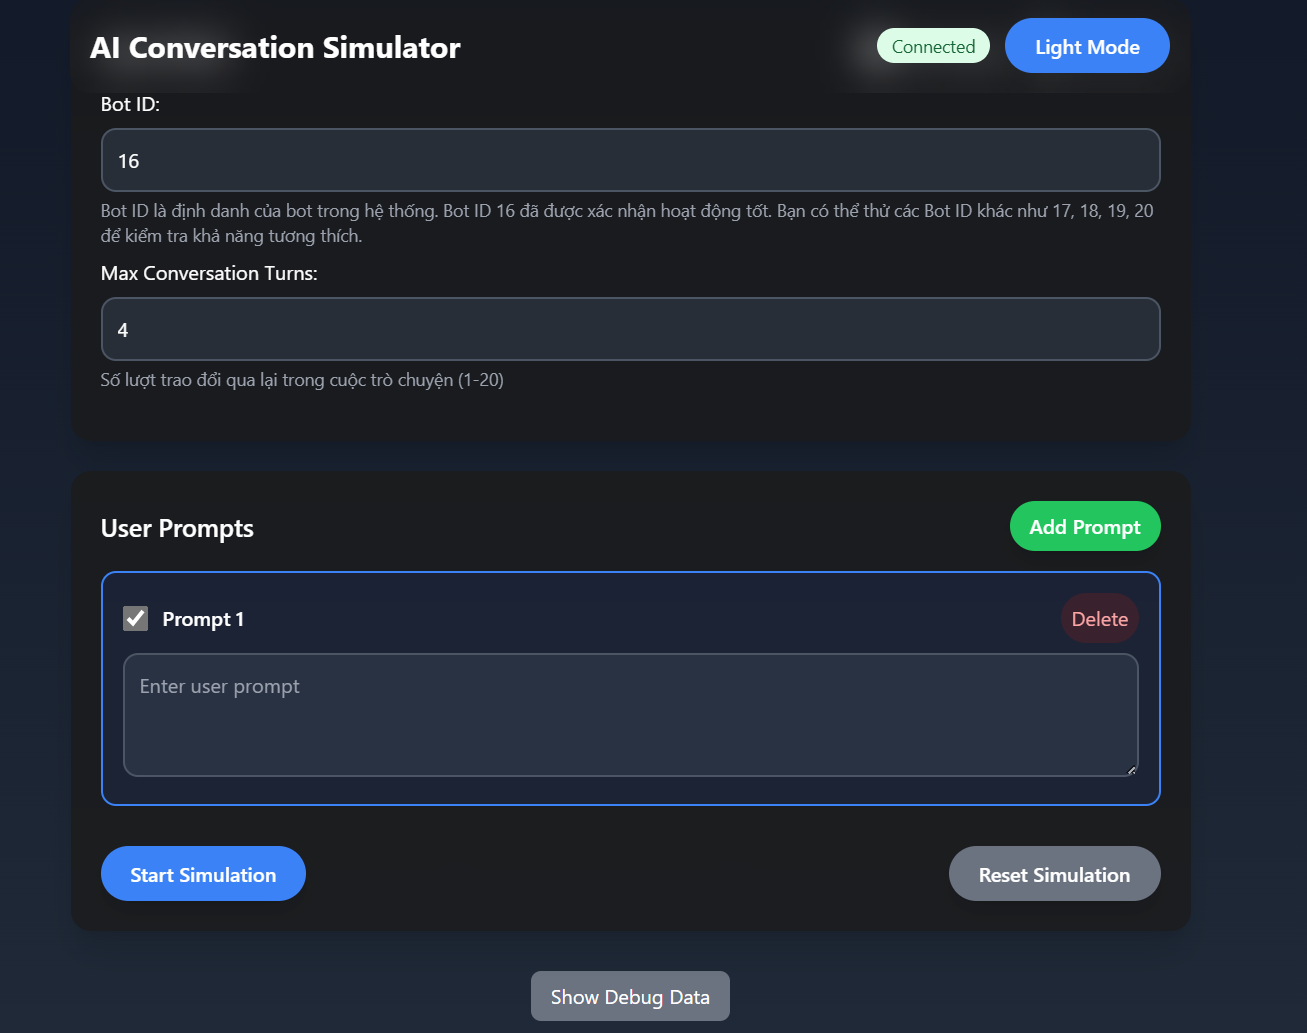 AI Conversation Simulator
Connected
Light Mode
Bot ID:
16
Bot ID là định danh của bot trong hệ thống. Bot ID 16 đã được xác nhận hoạt động tốt. Bạn có thể thử các Bot ID khác như 17, 18, 19, 20
để kiểm tra khả năng tương thích.
Max Conversation Turns:
4
Số lượt trao đổi qua lại trong cuộc trò chuyện (1-20)
User Prompts
Add Prompt
Prompt 1
Delete
Enter user prompt
Start Simulation
Reset Simulation
Show Debug Data